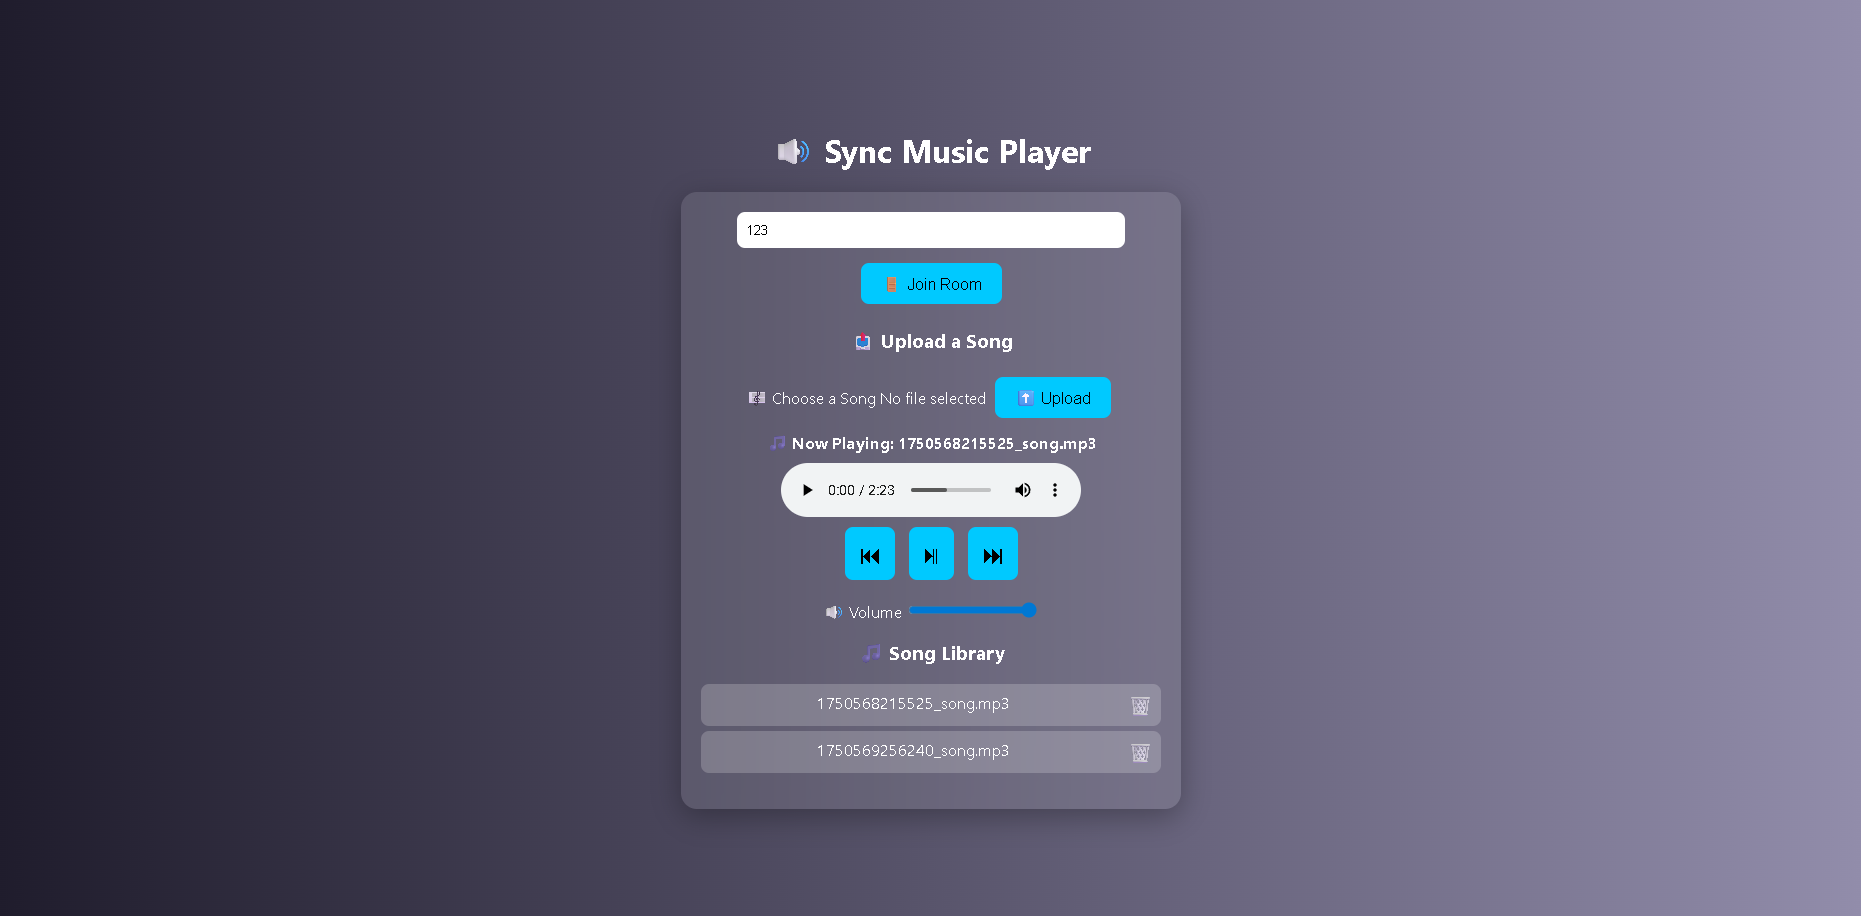 🔊 Sync Music Player
123
🚪 Join Room
📤 Upload a Song
🎼 Choose a Song No file selected
⬆️ Upload
🎵 Now Playing: 1750568215525_song.mp3
0:00 / 2:23
⏮ ⏯ ⏭
🔊 Volume
🎵 Song Library
1750568215525_song.mp3 🗑
1750569256240_song.mp3 🗑